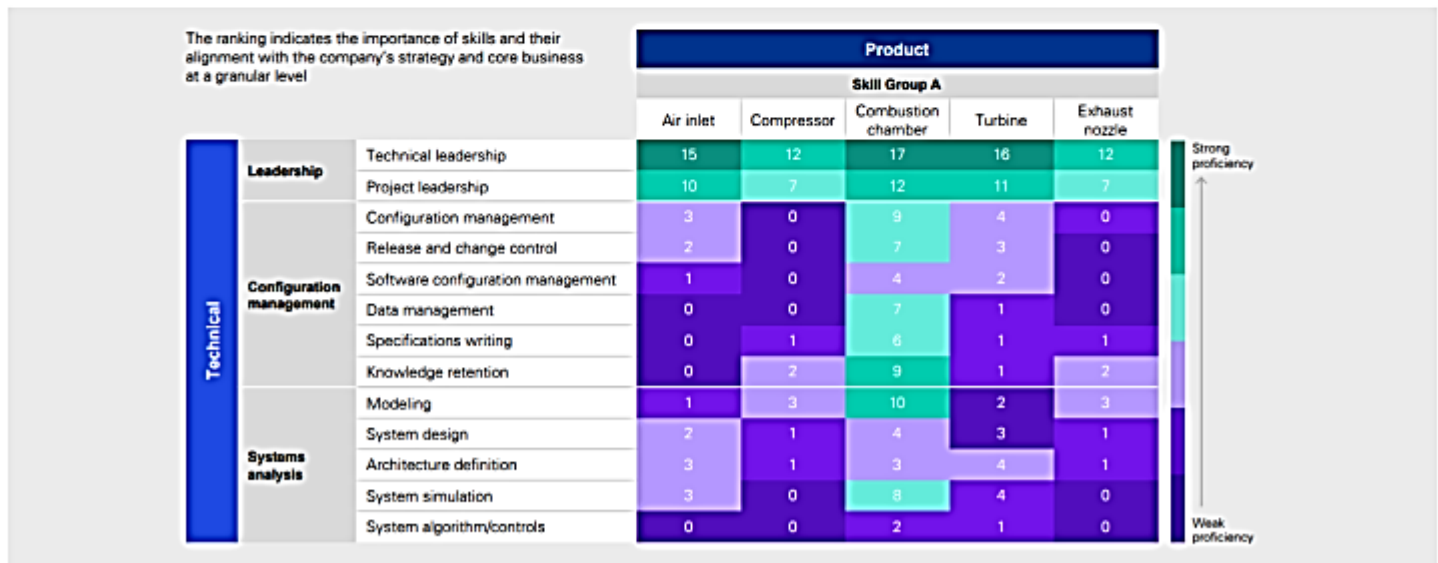 The ranking indicates the importance of skills and their
alignment with the company's strategy and core business
at a granular level
Product
Skill Group A
Air inlet Compressor Combustion chamber Turbine Exhaust nozzle
Technical
Leadership
Technical leadership 15 12 17 16 12
Project leadership 10 7 12 11 7
Configuration management
Configuration management 3 0 9 4 0
Release and change control 2 0 7 3 0
Software configuration management 1 0 4 2 0
Data management 0 0 7 1 0
Specifications writing 0 1 6 1 1
Knowledge retention 0 2 9 1 2
Systems analysis
Modeling 1 3 10 2 3
System design 2 1 4 3 1
Architecture definition 3 1 3 4 1
System simulation 3 0 8 4 0
System algorithm/controls 0 0 2 1 0
Strong
proficiency
Weak
proficiency